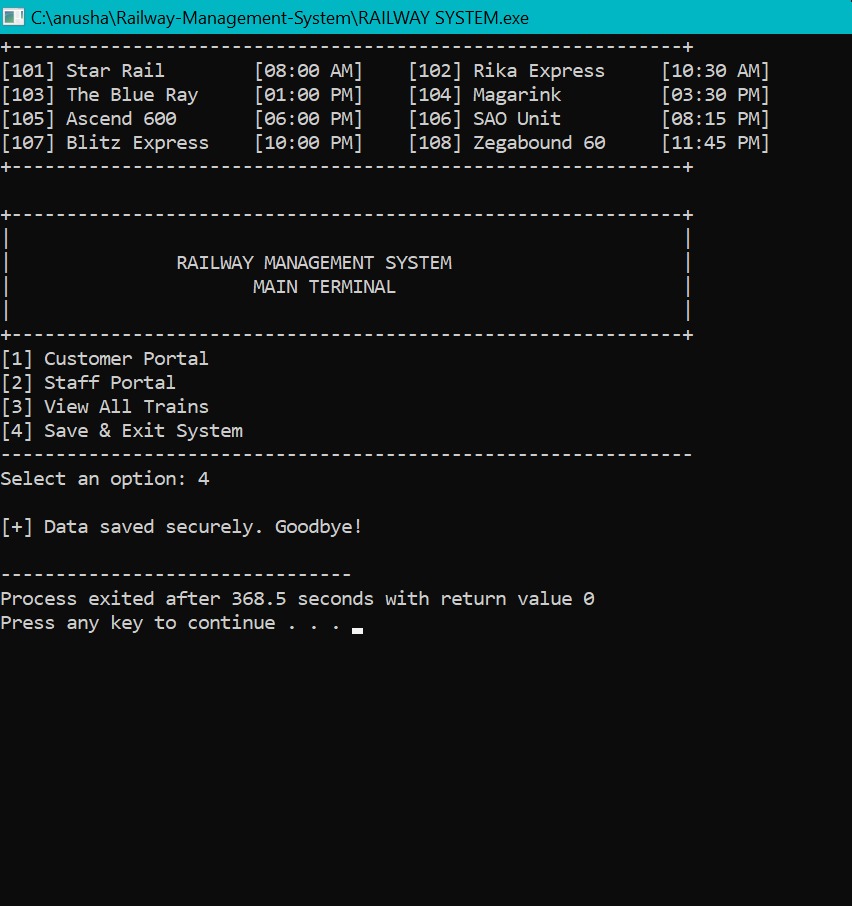 C:\anusha\Railway-Management-System\RAILWAY SYSTEM.exe
+-------------------------------------------------------------+
[101] Star Rail        [08:00 AM]    [102] Rika Express     [10:30 AM]
[103] The Blue Ray     [01:00 PM]    [104] Magarink         [03:30 PM]
[105] Ascend 600       [06:00 PM]    [106] SAO Unit         [08:15 PM]
[107] Blitz Express    [10:00 PM]    [108] Zegabound 60     [11:45 PM]
+-------------------------------------------------------------+
+-------------------------------------------------------------+
|                                                             |
|               RAILWAY MANAGEMENT SYSTEM                     |
|                      MAIN TERMINAL                          |
|                                                             |
+-------------------------------------------------------------+
[1] Customer Portal
[2] Staff Portal
[3] View All Trains
[4] Save & Exit System
---------------------------------------------------------------
Select an option: 4
[+] Data saved securely. Goodbye!
--------------------------------
Process exited after 368.5 seconds with return value 0
Press any key to continue . . .